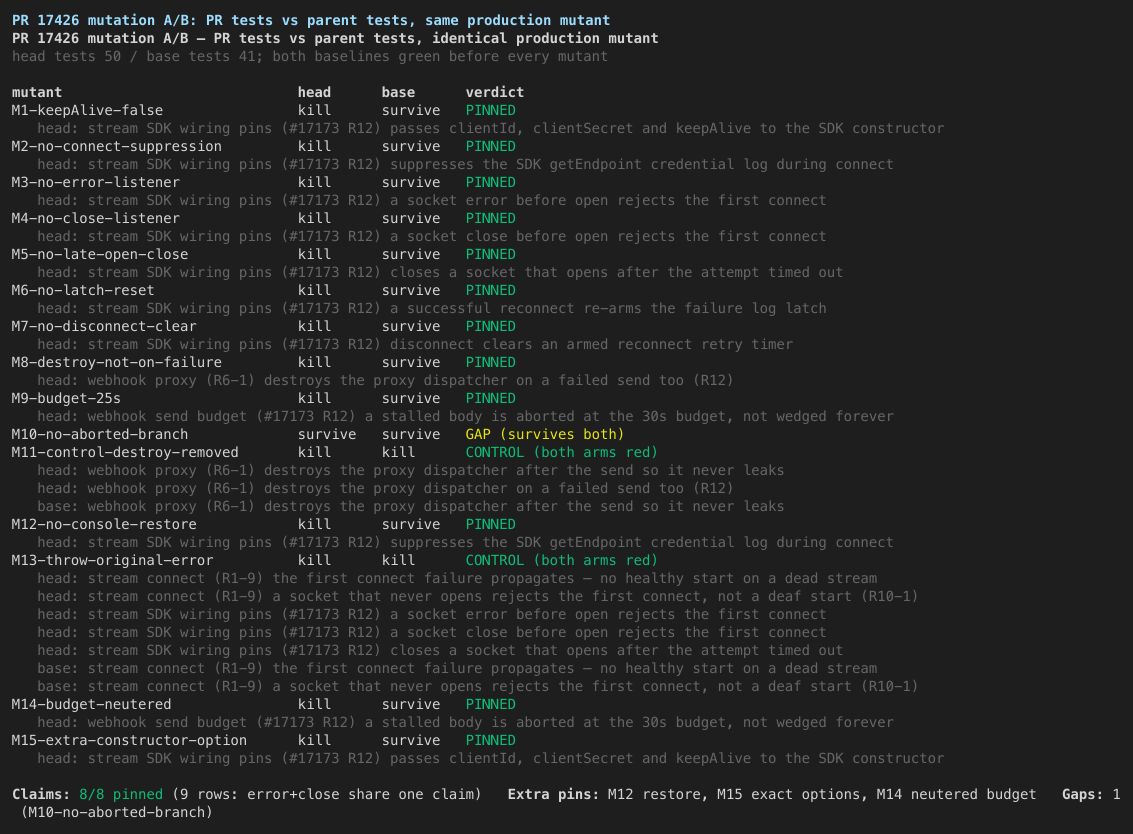 PR 17426 mutation A/B: PR tests vs parent tests, same production mutant
PR 17426 mutation A/B — PR tests vs parent tests, identical production mutant
head tests 50 / base tests 41; both baselines green before every mutant
mutant head base verdict
M1-keepAlive-false kill survive PINNED
head: stream SDK wiring pins (#17173 R12) passes clientId, clientSecret and keepAlive to the SDK constructor
M2-no-connect-suppression kill survive PINNED
head: stream SDK wiring pins (#17173 R12) suppresses the SDK getEndpoint credential log during connect
M3-no-error-listener kill survive PINNED
head: stream SDK wiring pins (#17173 R12) a socket error before open rejects the first connect
M4-no-close-listener kill survive PINNED
head: stream SDK wiring pins (#17173 R12) a socket close before open rejects the first connect
M5-no-late-open-close kill survive PINNED
head: stream SDK wiring pins (#17173 R12) closes a socket that opens after the attempt timed out
M6-no-latch-reset kill survive PINNED
head: stream SDK wiring pins (#17173 R12) a successful reconnect re-arms the failure log latch
M7-no-disconnect-clear kill survive PINNED
head: stream SDK wiring pins (#17173 R12) disconnect clears an armed reconnect retry timer
M8-destroy-not-on-failure kill survive PINNED
head: webhook proxy (R6-1) destroys the proxy dispatcher on a failed send too (R12)
M9-budget-25s kill survive PINNED
head: webhook send budget (#17173 R12) a stalled body is aborted at the 30s budget, not wedged forever
M10-no-aborted-branch survive survive GAP (survives both)
M11-control-destroy-removed kill kill CONTROL (both arms red)
head: webhook proxy (R6-1) destroys the proxy dispatcher after the send so it never leaks
head: webhook proxy (R6-1) destroys the proxy dispatcher on a failed send too (R12)
base: webhook proxy (R6-1) destroys the proxy dispatcher after the send so it never leaks
M12-no-console-restore kill survive PINNED
head: stream SDK wiring pins (#17173 R12) suppresses the SDK getEndpoint credential log during connect
M13-throw-original-error kill kill CONTROL (both arms red)
head: stream connect (R1-9) the first connect failure propagates — no healthy start on a dead stream
head: stream connect (R1-9) a socket that never opens rejects the first connect, not a deaf start (R10-1)
head: stream SDK wiring pins (#17173 R12) a socket error before open rejects the first connect
head: stream SDK wiring pins (#17173 R12) a socket close before open rejects the first connect
head: stream SDK wiring pins (#17173 R12) closes a socket that opens after the attempt timed out
base: stream connect (R1-9) the first connect failure propagates — no healthy start on a dead stream
base: stream connect (R1-9) a socket that never opens rejects the first connect, not a deaf start (R10-1)
M14-budget-neutered kill survive PINNED
head: webhook send budget (#17173 R12) a stalled body is aborted at the 30s budget, not wedged forever
M15-extra-constructor-option kill survive PINNED
head: stream SDK wiring pins (#17173 R12) passes clientId, clientSecret and keepAlive to the SDK constructor
Claims: 8/8 pinned (9 rows: error+close share one claim) Extra pins: M12 restore, M15 exact options, M14 neutered budget Gaps: 1
(M10-no-aborted-branch)